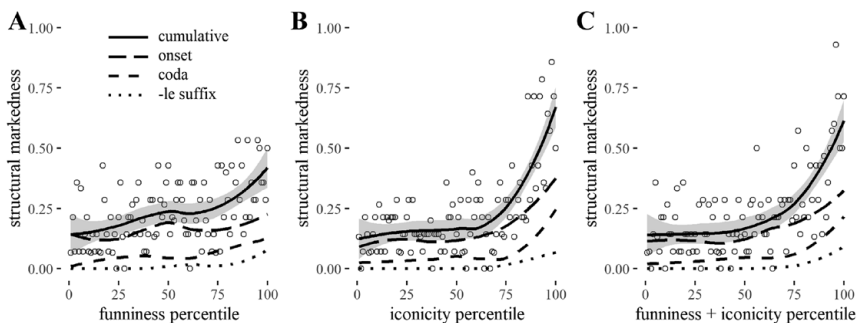 A
structural markedness
1.00
0.75
0.50
0.25
0.00
cumulative
onset
coda
-le suffix
0
25
50
75
100
funniness percentile
B
structural markedness
1.00
0.75
0.50
0.25
0.00
0
25
50
75
100
iconicity percentile
C
structural markedness
1.00
0.75
0.50
0.25
0.00
0
25
50
75
100
funniness + iconicity percentile